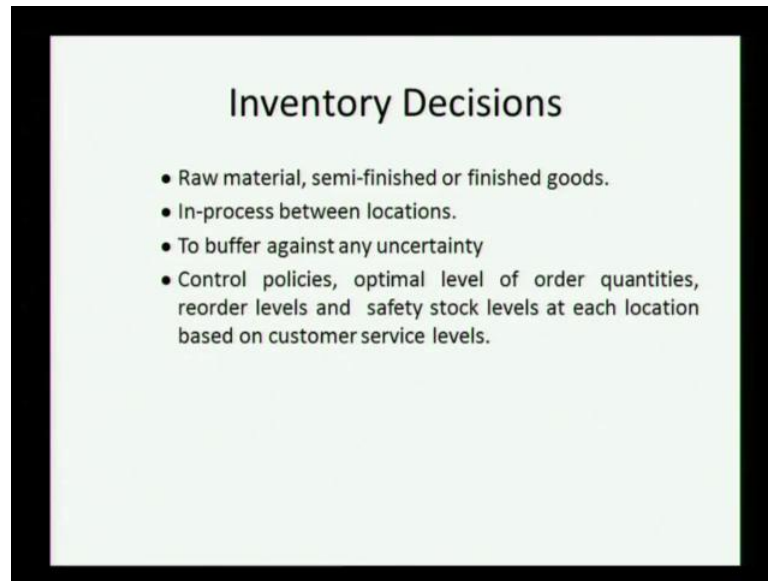 Inventory Decisions
• Raw material, semi-finished or finished goods.
• In-process between locations.
• To buffer against any uncertainty
• Control policies, optimal level of order quantities,
reorder levels and safety stock levels at each location
based on customer service levels.